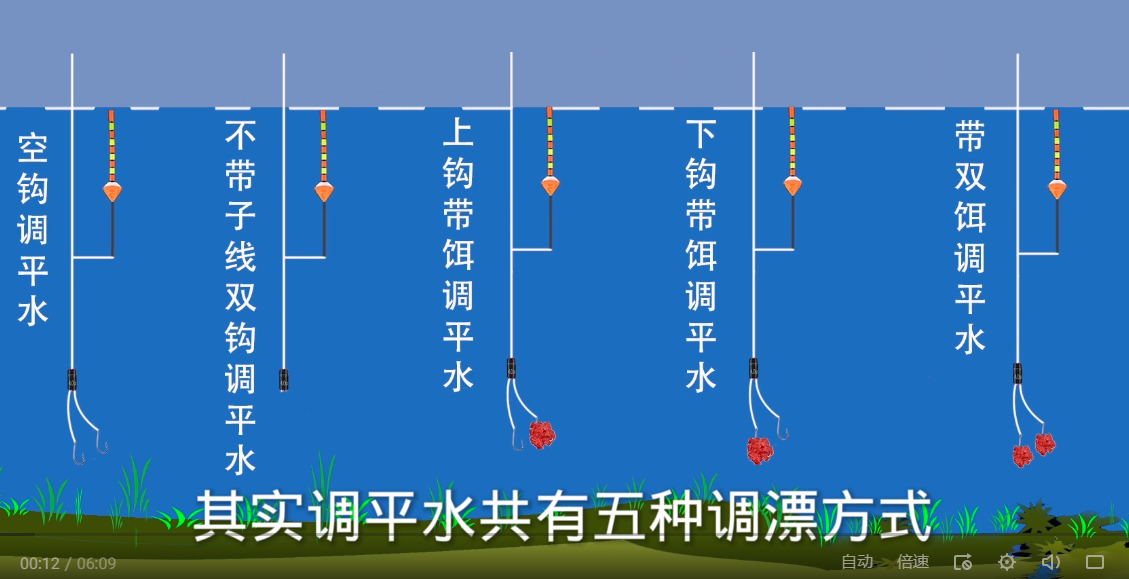 空钩调平水
不带子线双钩调平水
上钩带饵调平水
下钩带饵调平水
带双饵调平水
其实调平水共有五种调漂方式
00:12 / 06:09
自动
倍速